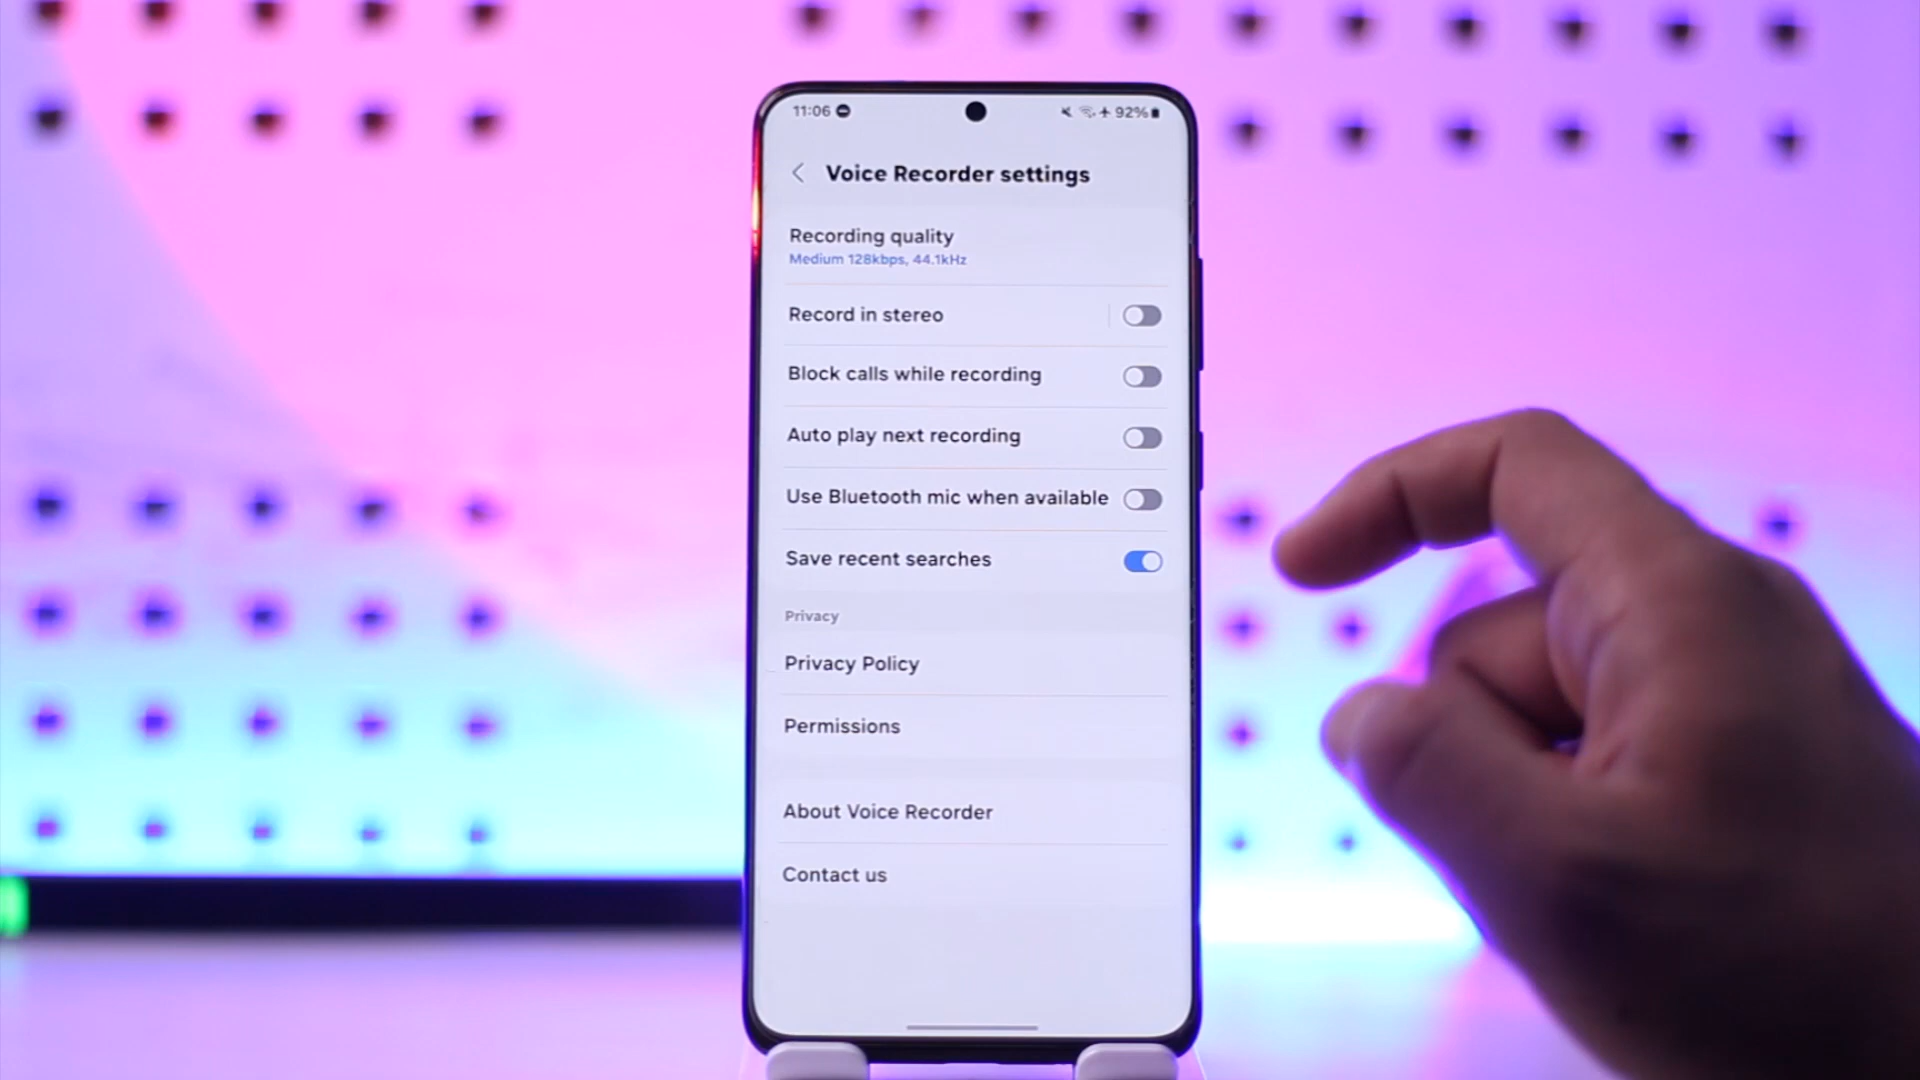 11:06 92%
Voice Recorder settings
Recording quality
Medium 128kbps, 44.1kHz
Record in stereo
Block calls while recording
Auto play next recording
Use Bluetooth mic when available
Save recent searches
Privacy
Privacy Policy
Permissions
About Voice Recorder
Contact us